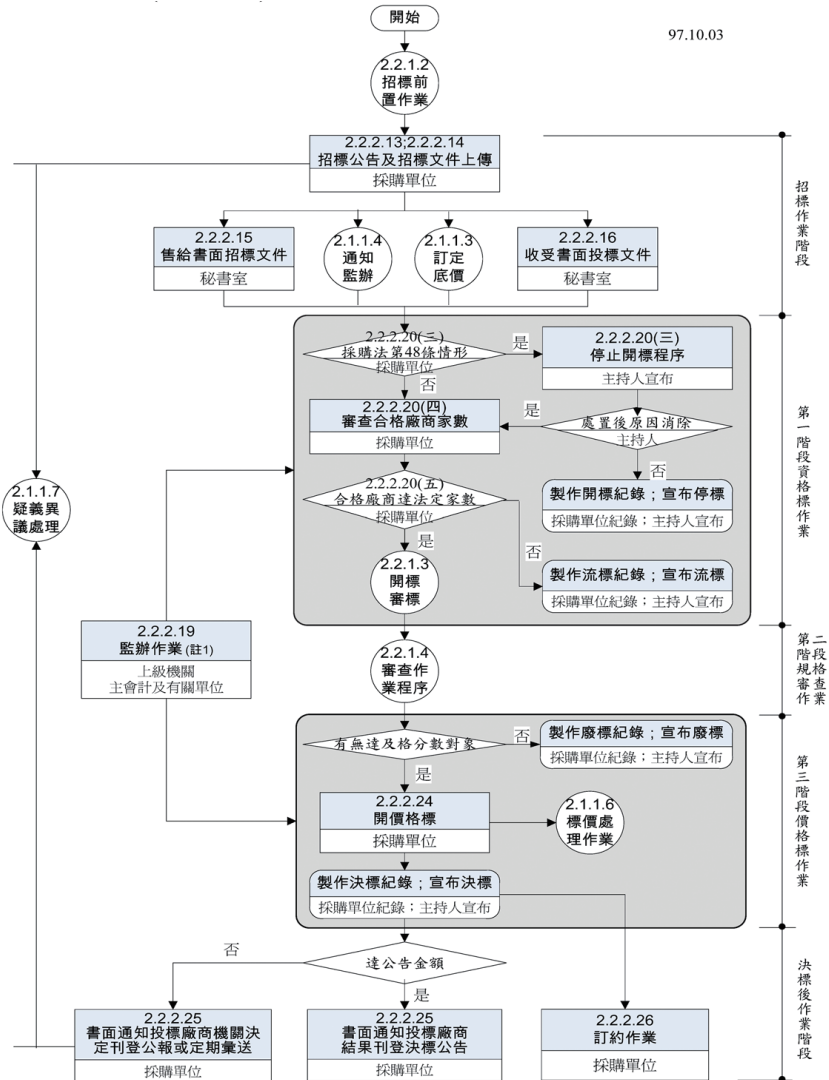 開始
97.10.03
2.2.1.2
招標前
置作業
2.2.2.13;2.2.2.14
招標公告及招標文件上傳
採購單位
招標作業階段
2.2.2.15
售給書面招標文件
秘書室
2.1.1.4
通知
監辦
2.1.1.3
訂定
底價
2.2.2.16
收受書面投標文件
秘書室
2.2.2.20(三)
採購法第48條情形
採購單位
是
否
2.2.2.20(三)
停止開標程序
主持人宣布
2.2.2.20(四)
審查合格廠商家數
採購單位
是
處置後原因消除
主持人
否
第一階段資格標作業
2.1.1.7
疑義異
議處理
2.2.2.20(五)
合格廠商達法定家數
採購單位
是
否
製作開標紀錄；宣布停標
採購單位紀錄；主持人宣布
2.2.1.3
開標
審標
製作流標紀錄；宣布流標
採購單位紀錄；主持人宣布
2.2.2.19
監辦作業(註1)
上級機關
主會計及有關單位
2.2.1.4
審查作
業程序
第二
階段
規格
審查
作業
有無達及格分數對象
否
是
製作廢標紀錄；宣布廢標
採購單位紀錄；主持人宣布
2.2.2.24
開價格標
採購單位
2.1.1.6
標價處
理作業
第三階段價格標作業
製作決標紀錄；宣布決標
採購單位紀錄；主持人宣布
達公告金額
否
是
決標後作業階段
2.2.2.25
書面通知投標廠商機關決
定刊登公報或定期彙送
採購單位
2.2.2.25
書面通知投標廠商
結果刊登決標公告
採購單位
2.2.2.26
訂約作業
採購單位